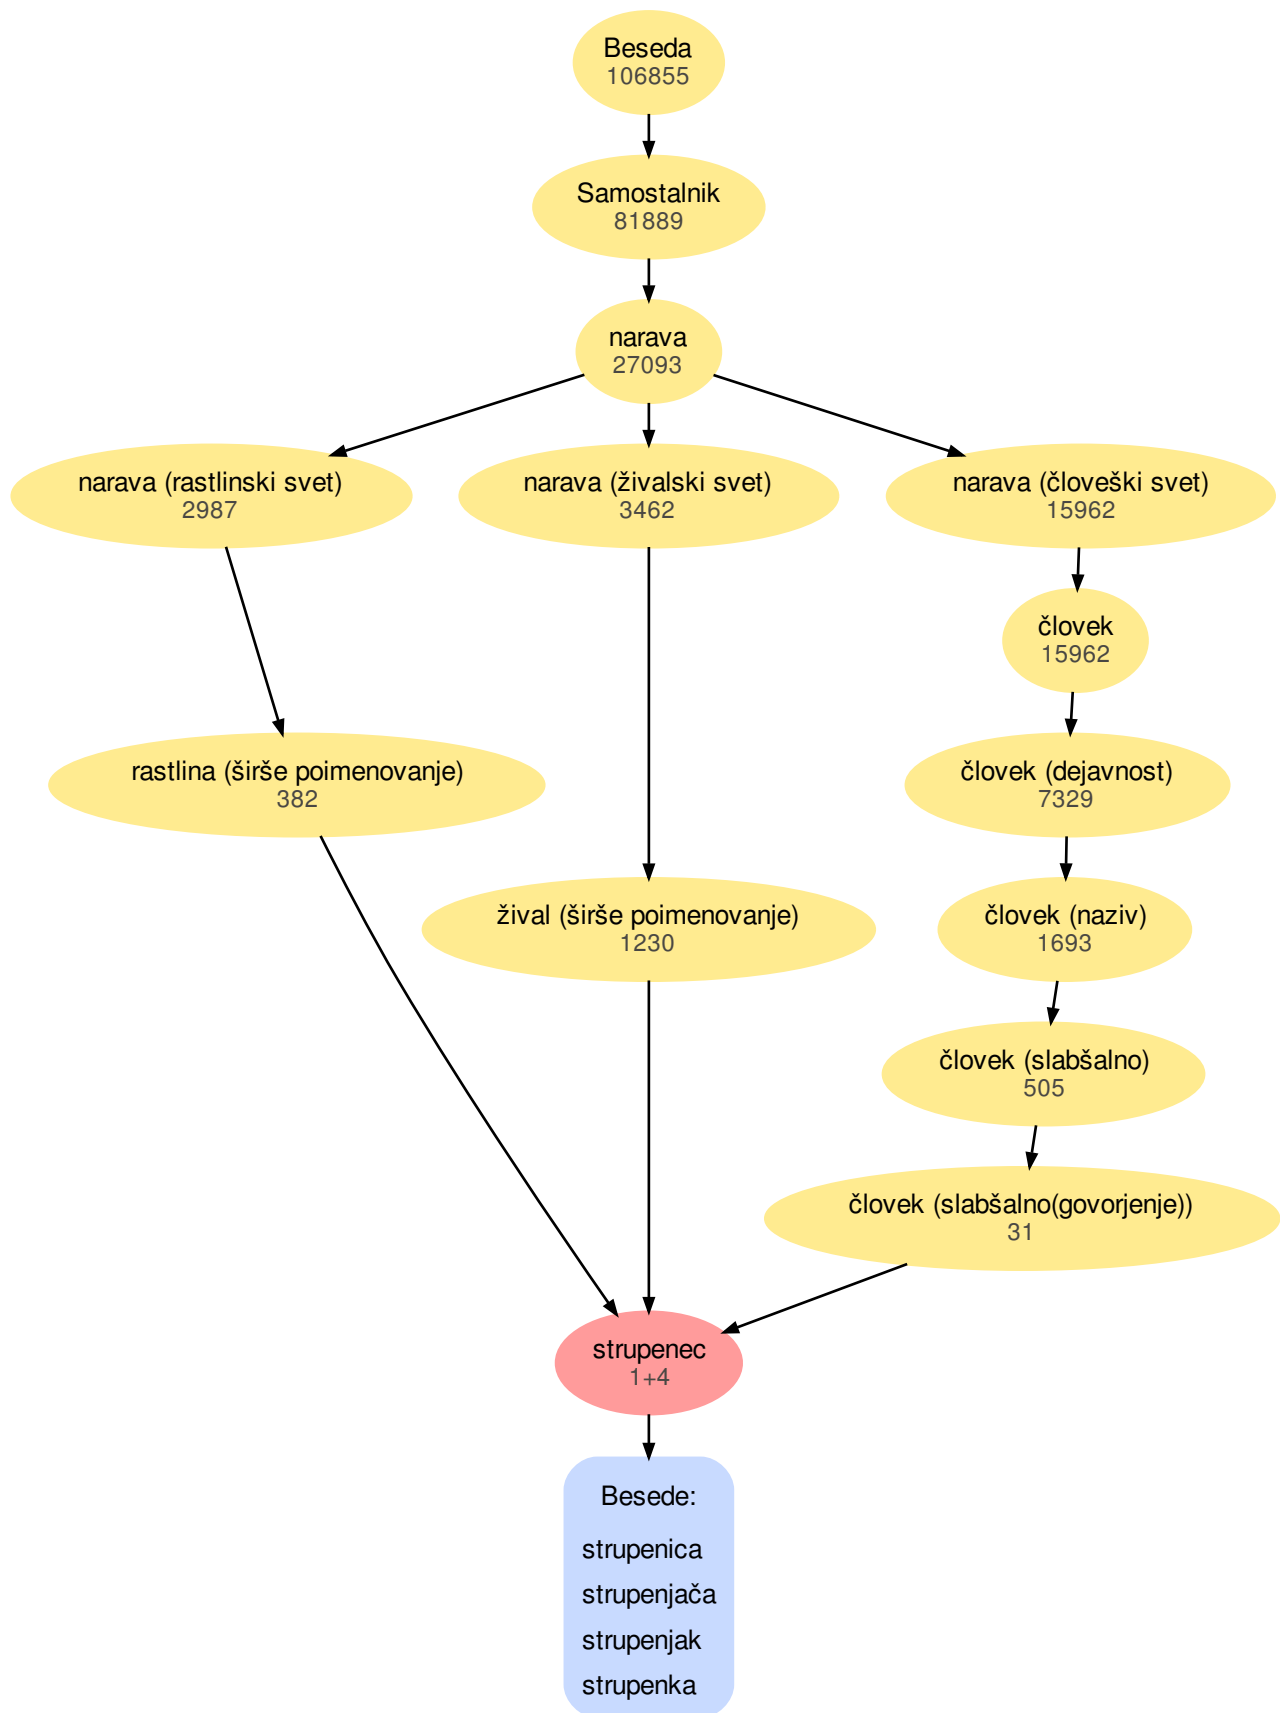 Beseda
106855
Samostalnik
81889
narava
27093
narava (rastlinski svet)
2987
narava (živalski svet)
3462
narava (človeški svet)
15962
človek
15962
rastlina (širše poimenovanje)
382
človek (dejavnost)
7329
žival (širše poimenovanje)
1230
človek (naziv)
1693
človek (slabšalno)
505
človek (slabšalno(govorjenje))
31
strupenec
1+4
Besede:
strupenica
strupenjača
strupenjak
strupenka